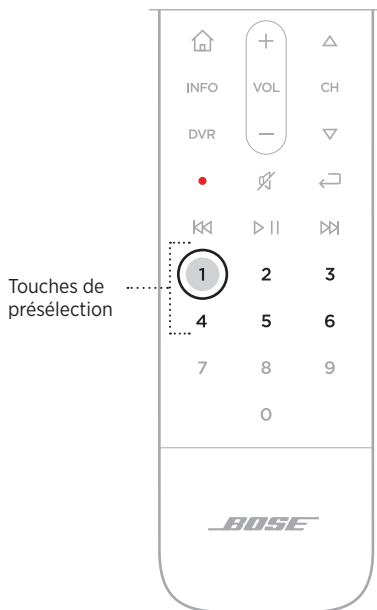 +
INFO VOL CH
DVR —
Touches de
présélection
1 2 3
4 5 6
7 8 9
0
BOSE